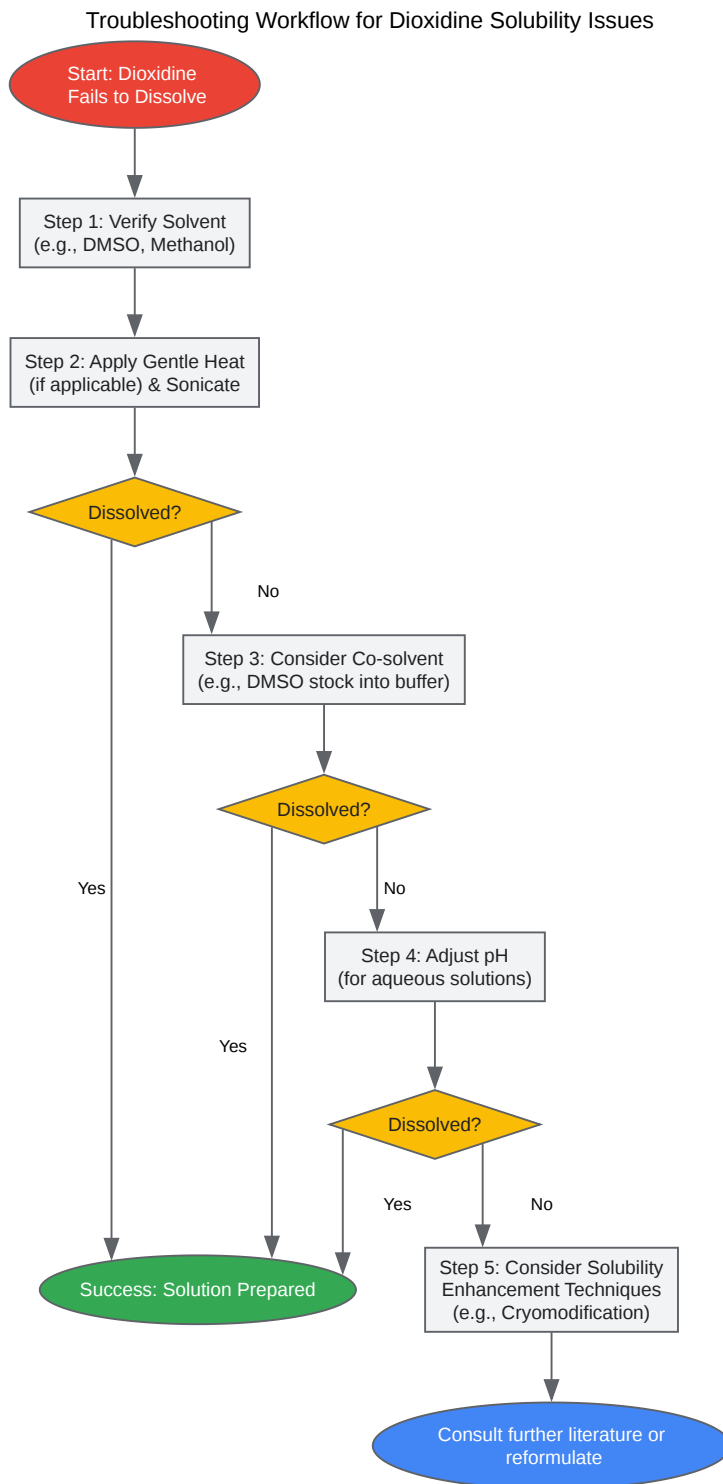 Troubleshooting Workflow for Dioxidine Solubility Issues
Start: Dioxidine
Fails to Dissolve
Step 1: Verify Solvent
(e.g., DMSO, Methanol)
Step 2: Apply Gentle Heat
(if applicable) & Sonicate
Dissolved?
No
Step 3: Consider Co-solvent
(e.g., DMSO stock into buffer)
Dissolved?
Yes
No
Step 4: Adjust pH
(for aqueous solutions)
Yes
Dissolved?
Yes
No
Step 5: Consider Solubility
Enhancement Techniques
(e.g., Cryomodification)
Success: Solution Prepared
Consult further literature or
reformulate